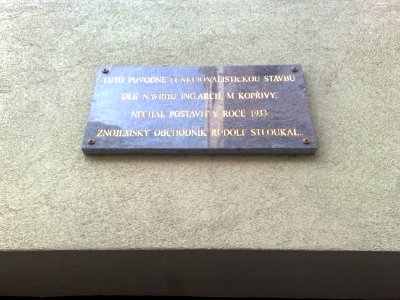 TUTO PŮVODNĚ FUNKCIONALISTICKOU STAVBU
DLE NÁVRHU ING.ARCH. M. KOPŘIVY
NECHAL POSTAVIT V ROCE 1933
ZNOJEMSKÝ OBCHODNÍK RUDOLF STLOUKAL.